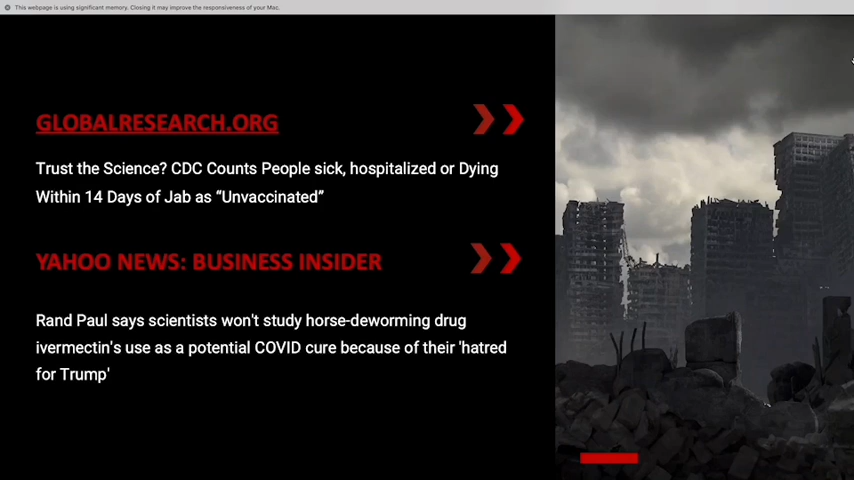 This webpage is using significant memory. Closing it may improve the responsiveness of your Mac.
GLOBALRESEARCH.ORG
Trust the Science? CDC Counts People sick, hospitalized or Dying
Within 14 Days of Jab as “Unvaccinated”
YAHOO NEWS: BUSINESS INSIDER
Rand Paul says scientists won't study horse-deworming drug
ivermectin's use as a potential COVID cure because of their 'hatred
for Trump'